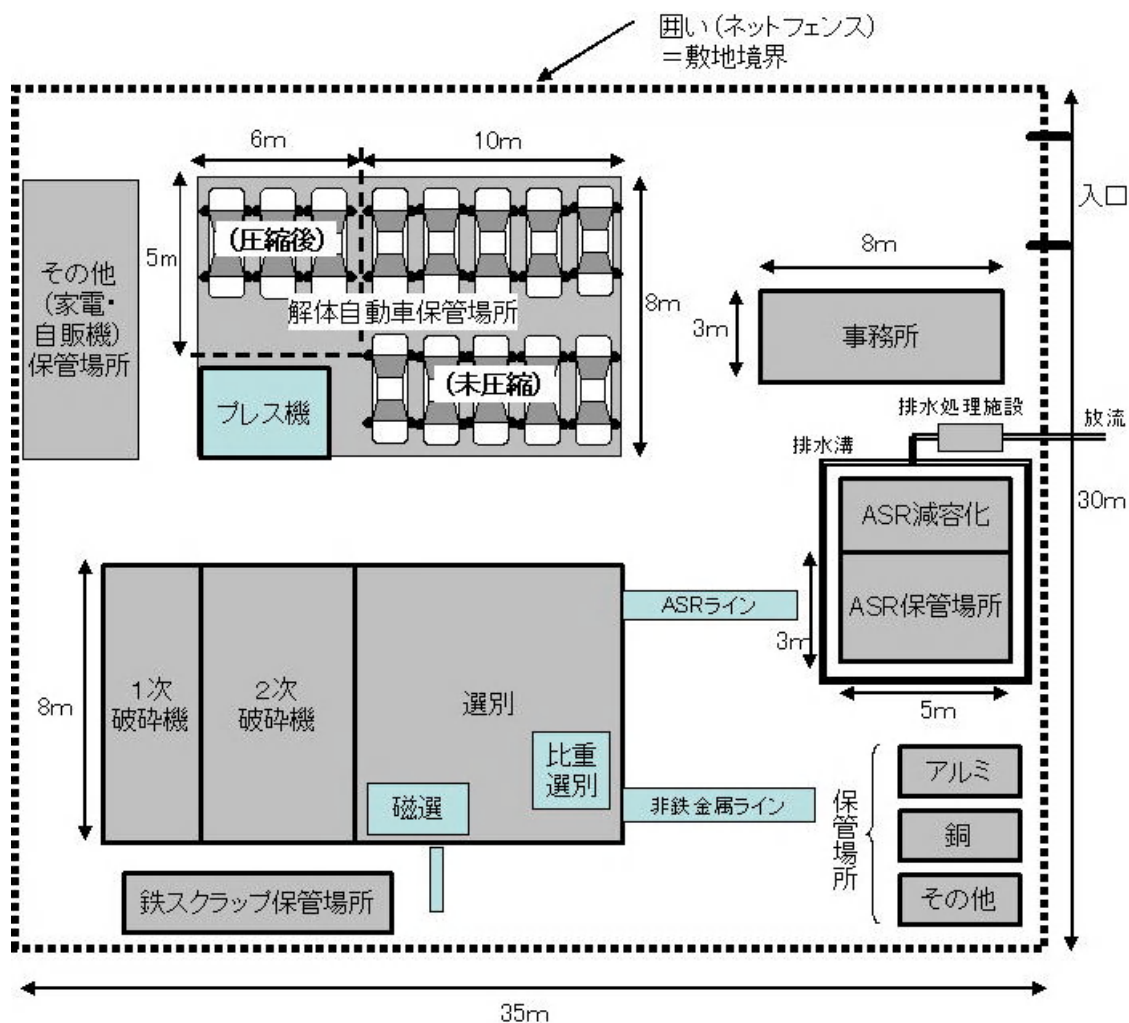 囲い(ネットフェンス)
=敷地境界
6m
10m
入口
その他
(家電・
自販機)
保管場所
5m
(圧縮後)
解体自動車保管場所
8m
(未圧縮)
プレス機
8m
3m
事務所
排水処理施設
放流
排水溝
30m
ASR減容化
ASR保管場所
3m
5m
ASRライン
8m
1次
破砕機
2次
破砕機
選別
比重
選別
磁選
非鉄金属ライン
保管場所
アルミ
銅
その他
鉄スクラップ保管場所
35m